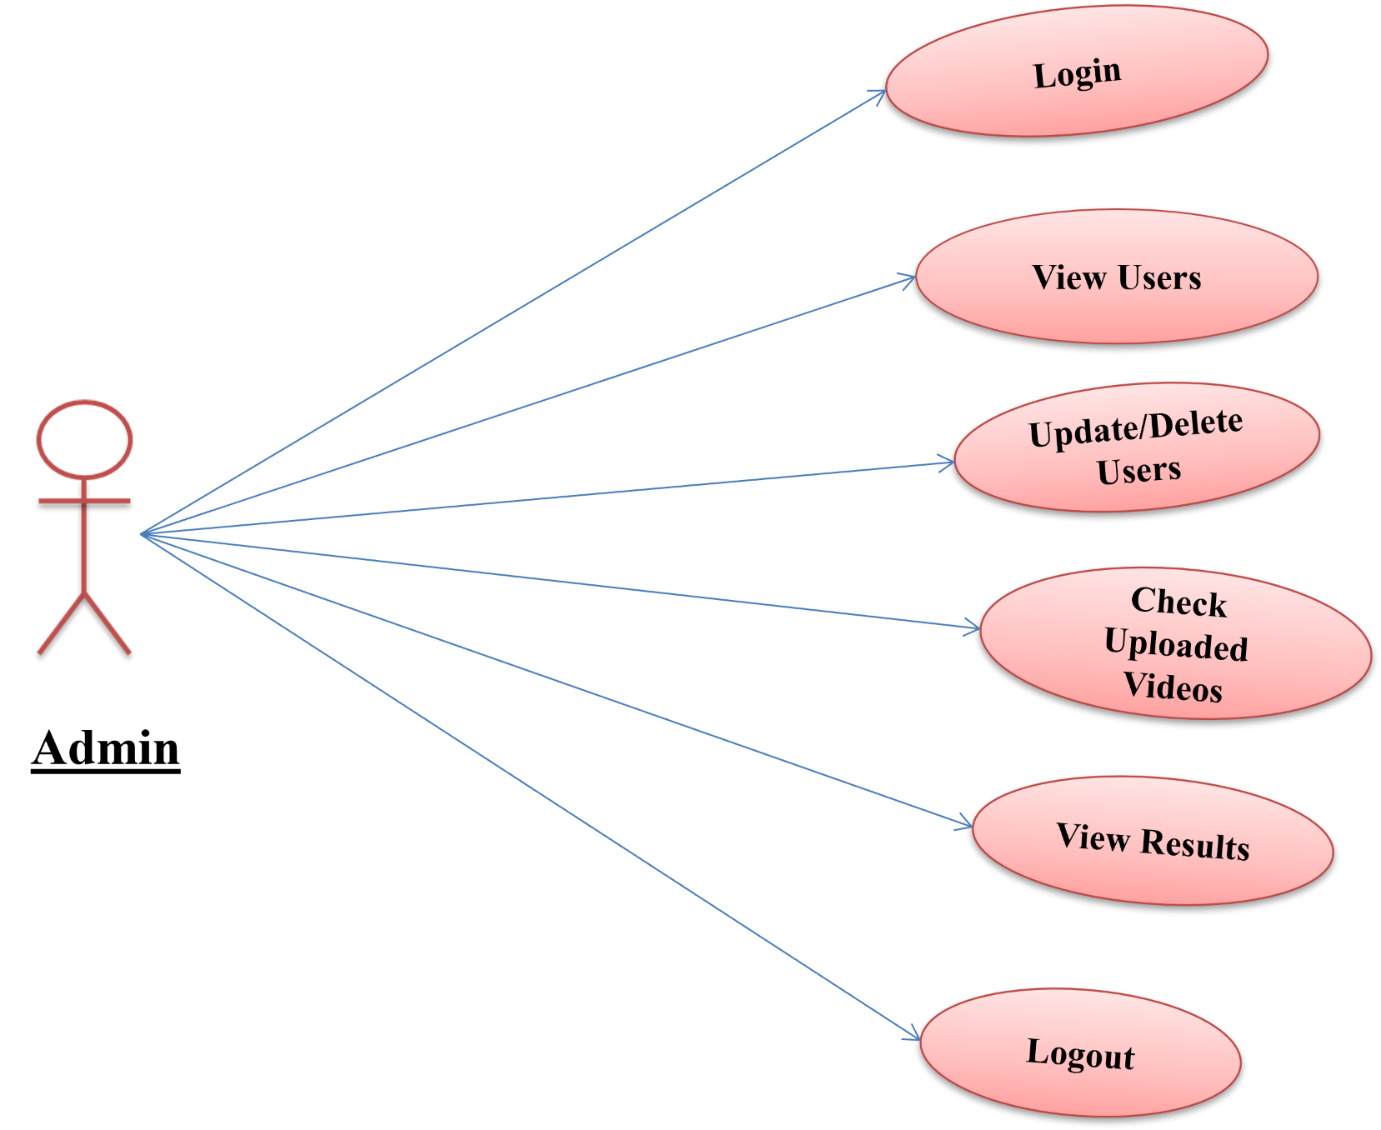 Login
View Users
Update/Delete
Users
Check
Uploaded
Videos
Admin
View Results
Logout